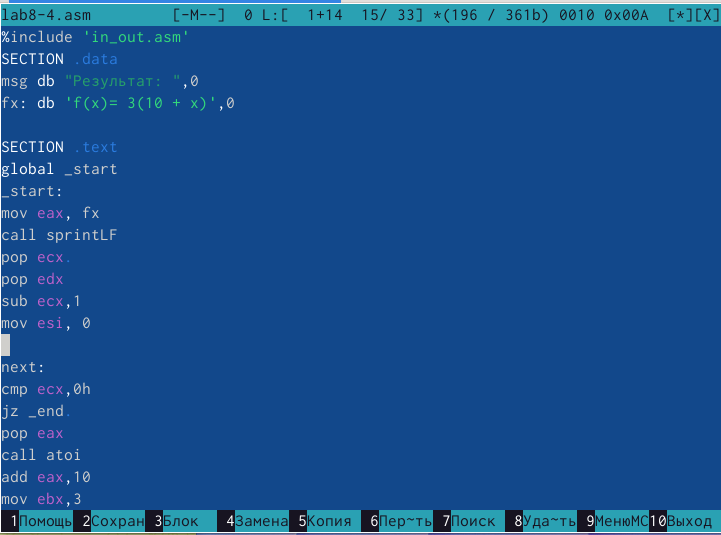 lab8-4.asm [-M--] 0 L:[ 1+14 15/ 33] *(196 / 361b) 0010 0x00A [*][X]
%include 'in_out.asm'
SECTION .data
msg db "Результат: ",0
fx: db 'f(x)= 3(10 + x)',0
SECTION .text
global _start
_start:
mov eax, fx
call sprintLF
pop ecx.
pop edx
sub ecx,1
mov esi, 0
next:
cmp ecx,0h
jz _end.
pop eax
call atoi
add eax,10
mov ebx,3
1Помощь 2Сохран 3Блок 4Замена 5Копия 6Пер~ть 7Поиск 8Уда~ть 9МенюMC 10Выход